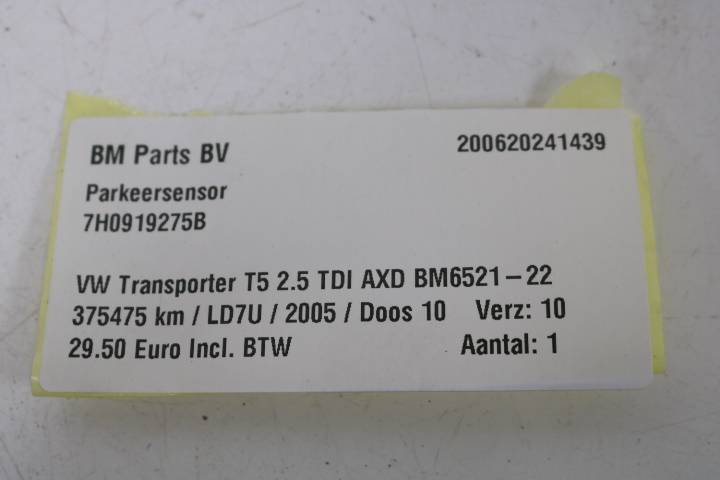 BM Parts BV 200620241439
Parkeersensor
7H0919275B
VW Transporter T5 2.5 TDI AXD BM6521-22
375475 km / LD7U / 2005 / Doos 10 Verz: 10
29.50 Euro Incl. BTW Aantal: 1